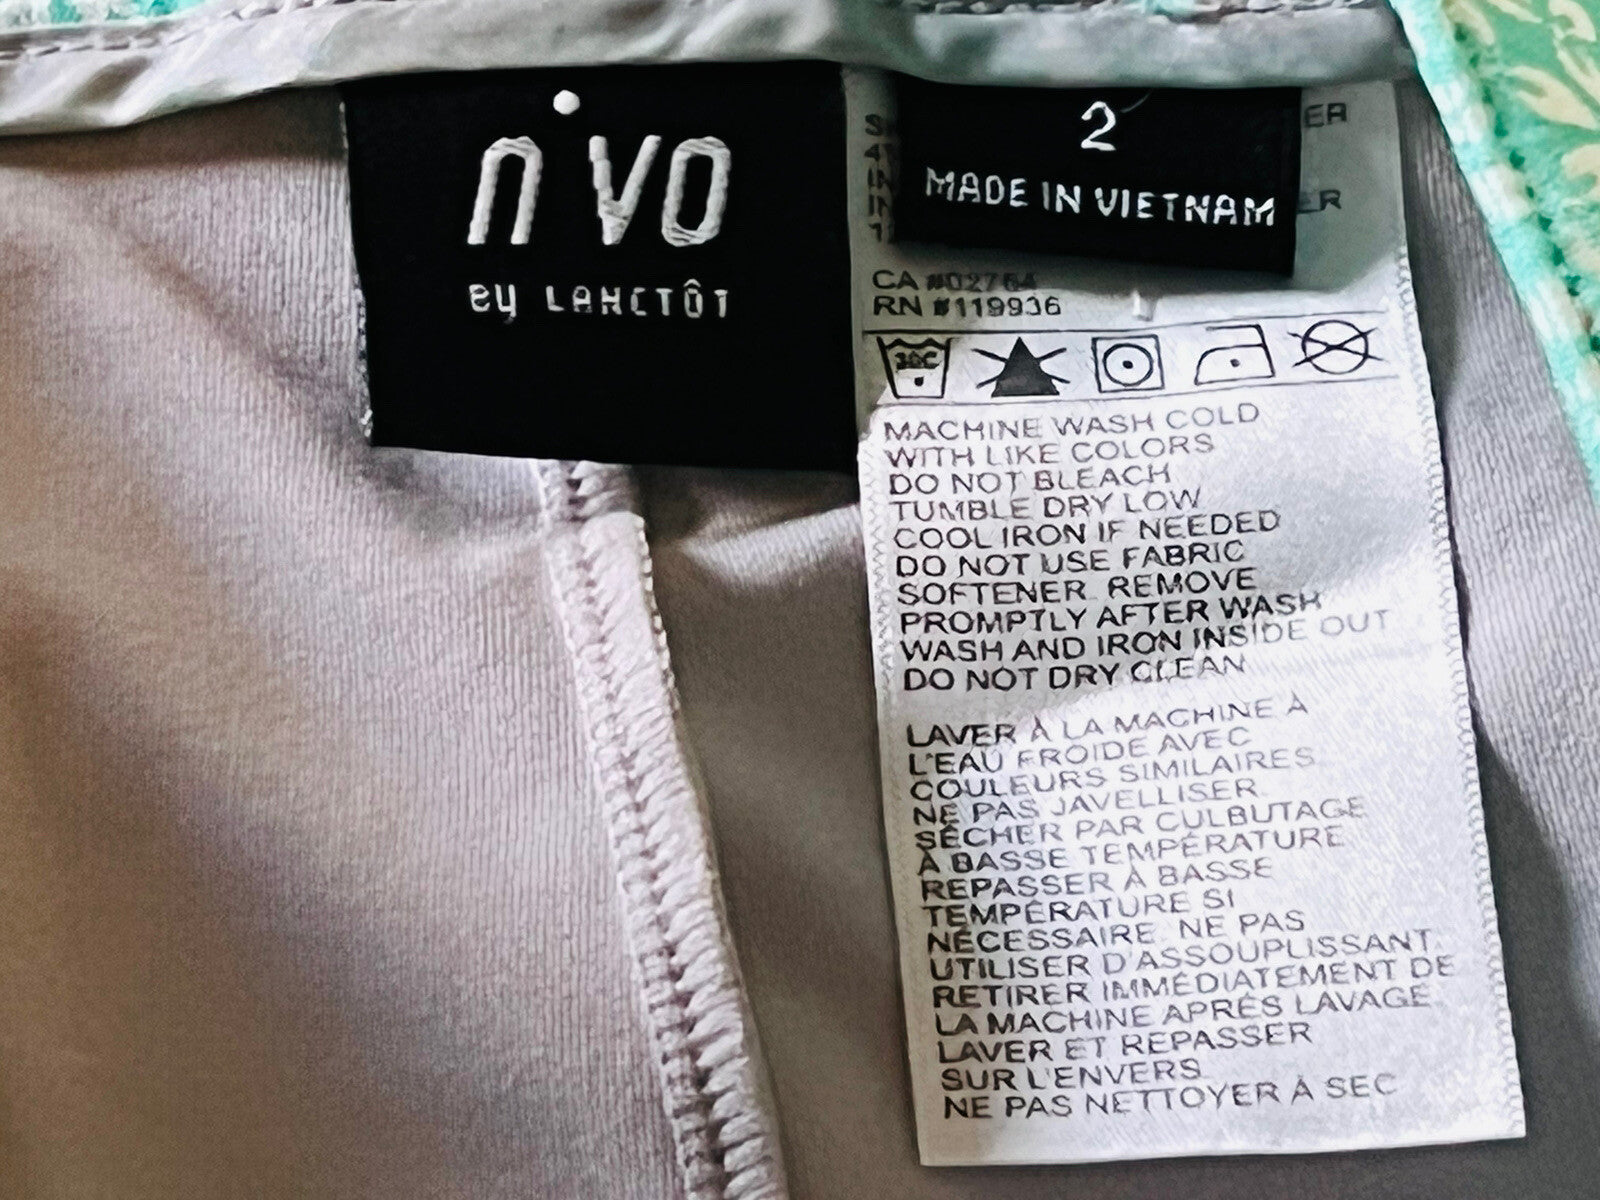 nivo
BY LANCTÔT
2
MADE IN VIETNAM
ER
ER
CA #02764
RN #119936
30C
MACHINE WASH COLD
WITH LIKE COLORS
DO NOT BLEACH
TUMBLE DRY LOW
COOL IRON IF NEEDED
DO NOT USE FABRIC
SOFTENER. REMOVE
PROMPTLY AFTER WASH
WASH AND IRON INSIDE OUT
DO NOT DRY CLEAN
LAVER À LA MACHINE À
L'EAU FROIDE AVEC
COULEURS SIMILAIRES
NE PAS JAVELLISER.
SÉCHER PAR CULBUTAGE
À BASSE TEMPÉRATURE
REPASSER À BASSE
TEMPÉRATURE SI
NÉCESSAIRE. NE PAS
UTILISER D'ASSOUPLISSANT.
RETIRER IMMÉDIATEMENT DE
LA MACHINE APRÈS LAVAGE
LAVER ET REPASSER
SUR L'ENVERS.
NE PAS NETTOYER À SEC